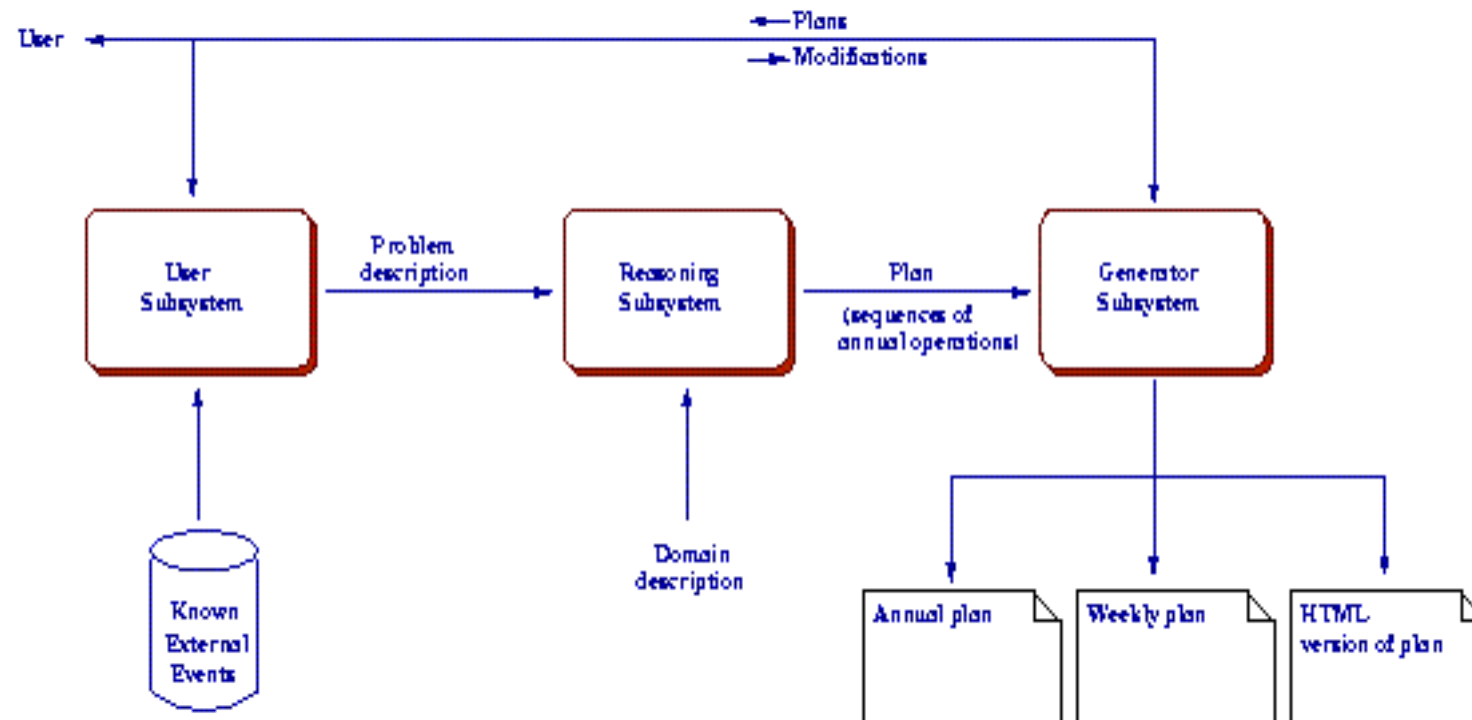 Plans
User
Modifications
Problem
description
User
Subsystem
Reasoning
Subsystem
Plan
(sequences of
annual operations)
Generator
Subsystem
Domain
description
Known
External
Events
Annual plan
Weekly plan
HTML
version of plan